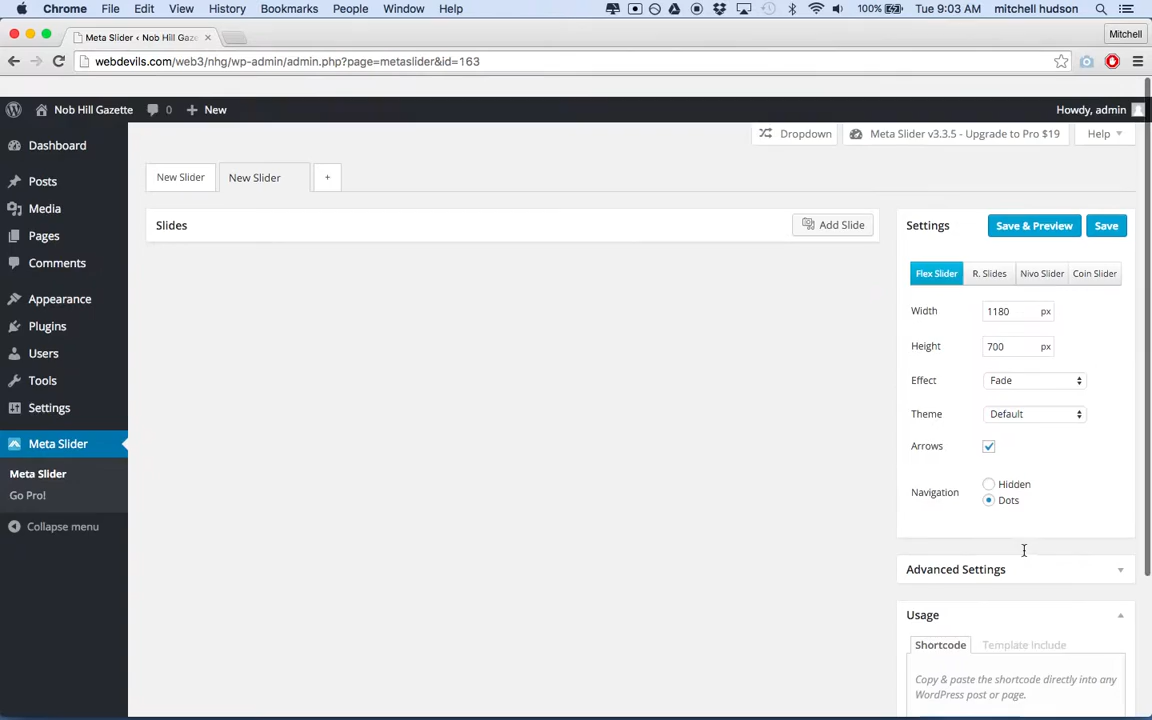 Chrome File Edit View History Bookmarks People Window Help 100% Tue 9:03 AM mitchell hudson
Meta Slider ‹ Nob Hill Gaze × Mitchell
webdevils.com/web3/nhg/wp-admin/admin.php?page=metaslider&id=163
Nob Hill Gazette 0 + New Howdy, admin
Dropdown Meta Slider v3.3.5 - Upgrade to Pro $19 Help
Dashboard
Posts
Media
Pages
Comments
Appearance
Plugins
Users
Tools
Settings
Meta Slider
Meta Slider
Go Pro!
Collapse menu
New Slider New Slider +
Slides Add Slide
Settings Save & Preview Save
Flex Slider R. Slides Nivo Slider Coin Slider
Width 1180 px
Height 700 px
Effect Fade
Theme Default
Arrows
Navigation Hidden
Dots
Advanced Settings
Usage
Shortcode Template Include
Copy & paste the shortcode directly into any
WordPress post or page.